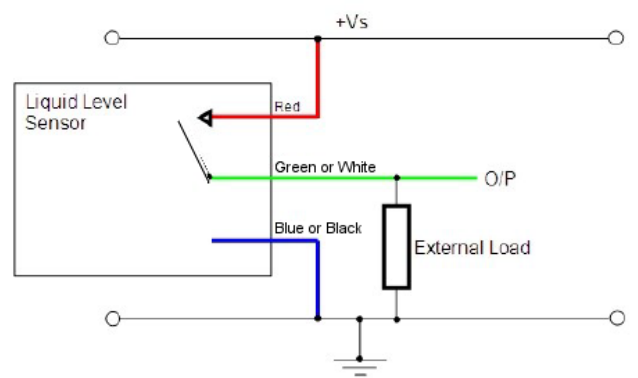 +Vs
Liquid Level
Sensor
Red
Green or White
O/P
Blue or Black
External Load